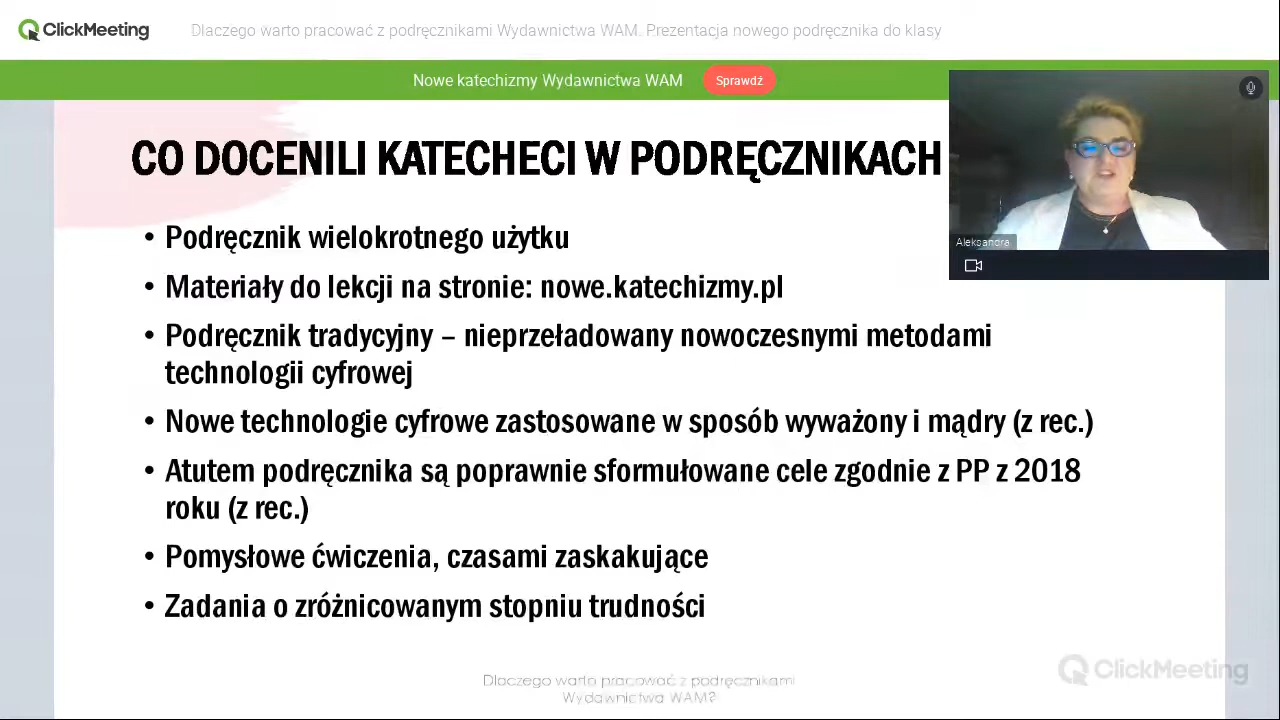 ClickMeeting
Dlaczego warto pracować z podręcznikami Wydawnictwa WAM. Prezentacja nowego podręcznika do klasy
Nowe katechizmy Wydawnictwa WAM
Sprawdź
CO DOCENILI KATECHECI W PODRĘCZNIKACH
Aleksandra
• Podręcznik wielokrotnego użytku
• Materiały do lekcji na stronie: nowe.katechizmy.pl
• Podręcznik tradycyjny – nieprzeładowany nowoczesnymi metodami
technologii cyfrowej
• Nowe technologie cyfrowe zastosowane w sposób wyważony i mądry (z rec.)
• Atutem podręcznika są poprawnie sformułowane cele zgodnie z PP z 2018
roku (z rec.)
• Pomysłowe ćwiczenia, czasami zaskakujące
• Zadania o zróżnicowanym stopniu trudności
ClickMeeting
Dlaczego warto pracować z podręcznikami
Wydawnictwa WAM?